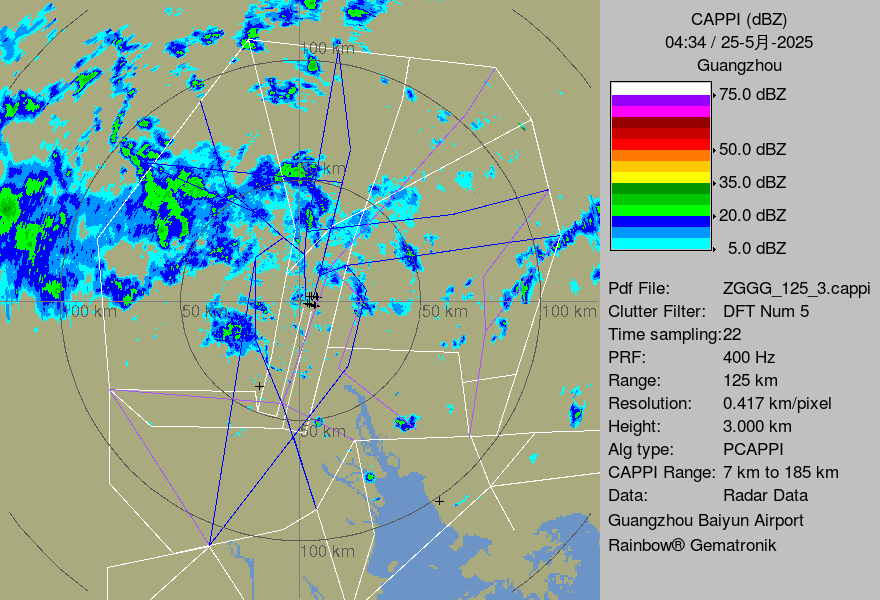 CAPPI (dBZ)
04:34 / 25-5月-2025
Guangzhou
75.0 dBZ
50.0 dBZ
35.0 dBZ
20.0 dBZ
5.0 dBZ
Pdf File: ZGGG_125_3.cappi
Clutter Filter: DFT Num 5
Time sampling:22
PRF: 400 Hz
Range: 125 km
Resolution: 0.417 km/pixel
Height: 3.000 km
Alg type: PCAPPI
CAPPI Range: 7 km to 185 km
Data: Radar Data
Guangzhou Baiyun Airport
Rainbow® Gematronik
100 km
50 km
100 km
50 km
50 km
100 km
50 km
100 km